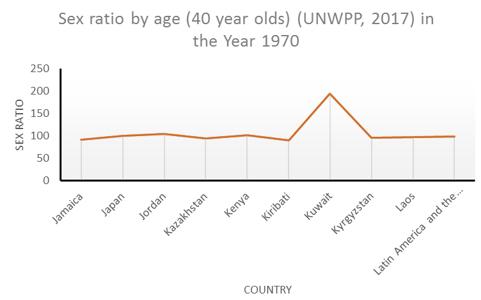 Sex ratio by age (40 year olds) (UNWPP, 2017) in
the Year 1970
250
200
150
100
50
0
SEX RATIO
Jamaica
Japan
Jordan
Kazakhstan
Kenya
Kiribati
Kuwait
Kyrgyzstan
Laos
Latin America and the...
COUNTRY